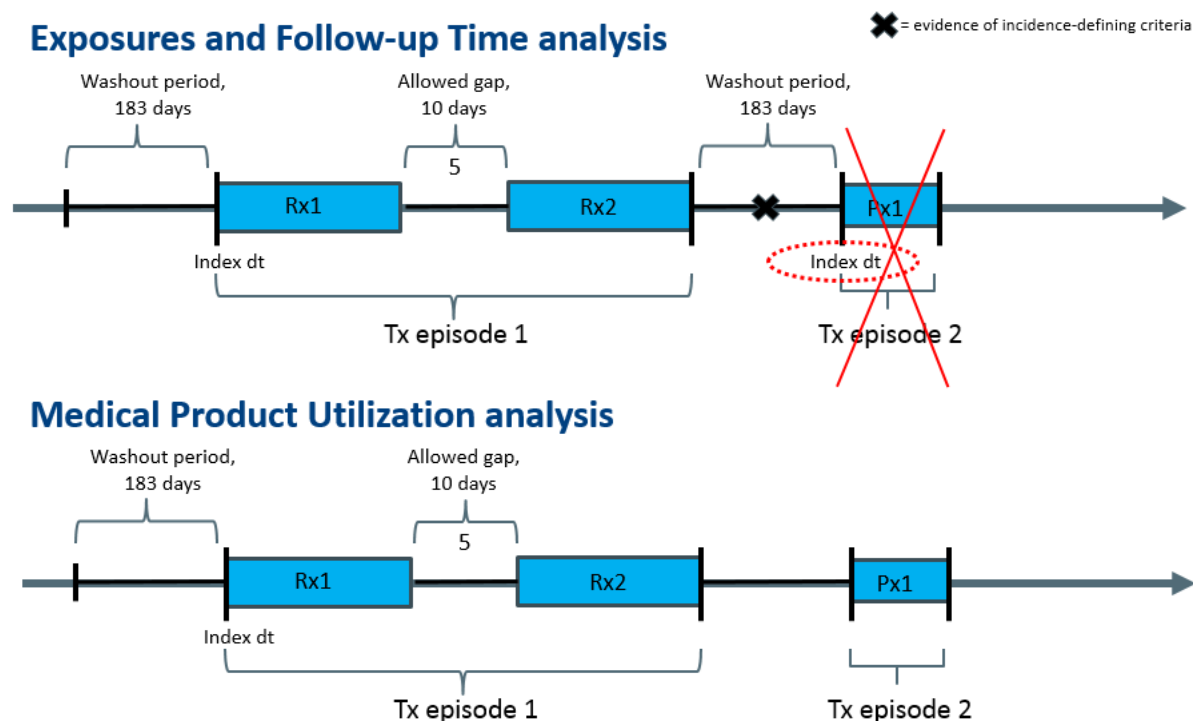 Exposures and Follow-up Time analysis
= evidence of incidence-defining criteria
Washout period,
183 days
Allowed gap,
10 days
Washout period,
183 days
5
Rx1
Rx2
Px1
Index dt
Index dt
Tx episode 1
Tx episode 2
Medical Product Utilization analysis
Washout period,
183 days
Allowed gap,
10 days
5
Rx1
Rx2
Px1
Index dt
Tx episode 1
Tx episode 2